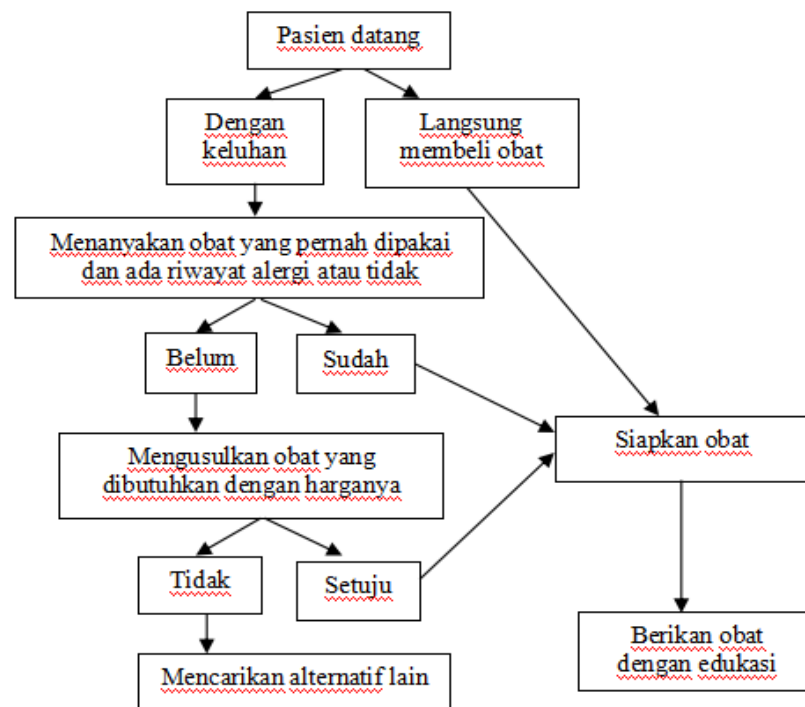 Pasien datang
Dengan
keluhan
Langsung
membeli obat
Menanyakan obat yang pernah dipakai
dan ada riwayat alergi atau tidak
Belum
Sudah
Mengusulkan obat yang
dibutuhkan dengan harganya
Siapkan obat
Tidak
Setuju
Mencarikan alternatif lain
Berikan obat
dengan edukasi